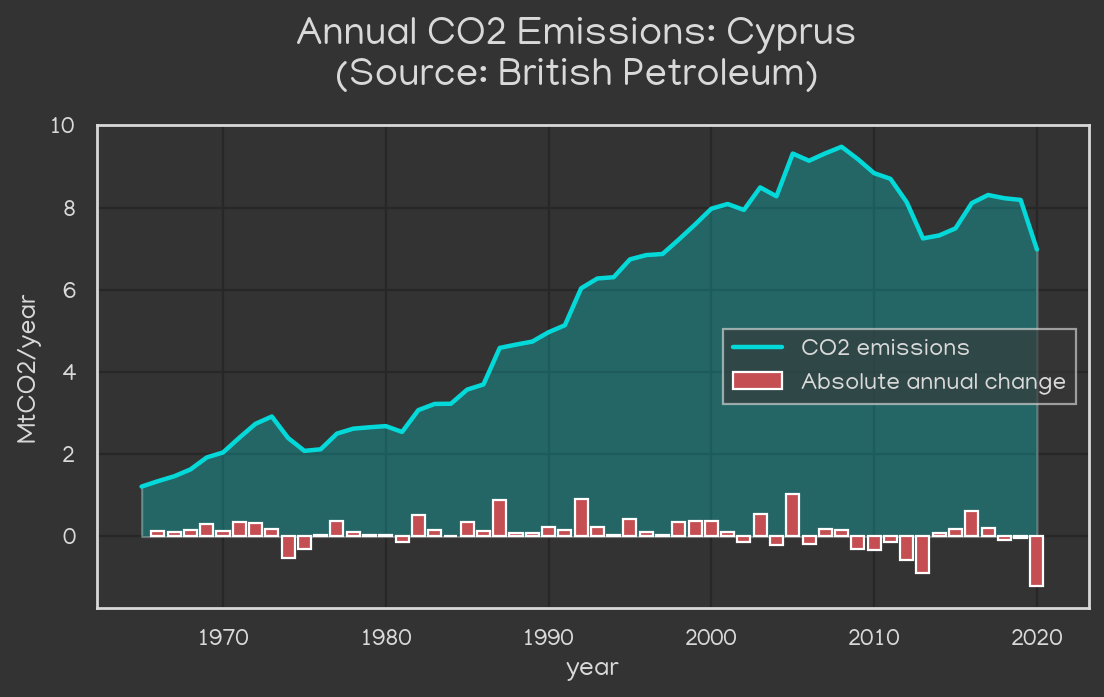 Annual CO2 Emissions: Cyprus
(Source: British Petroleum)
MtCO2/year
10
8
6
4
2
0
CO2 emissions
Absolute annual change
1970 1980 1990 2000 2010 2020
year